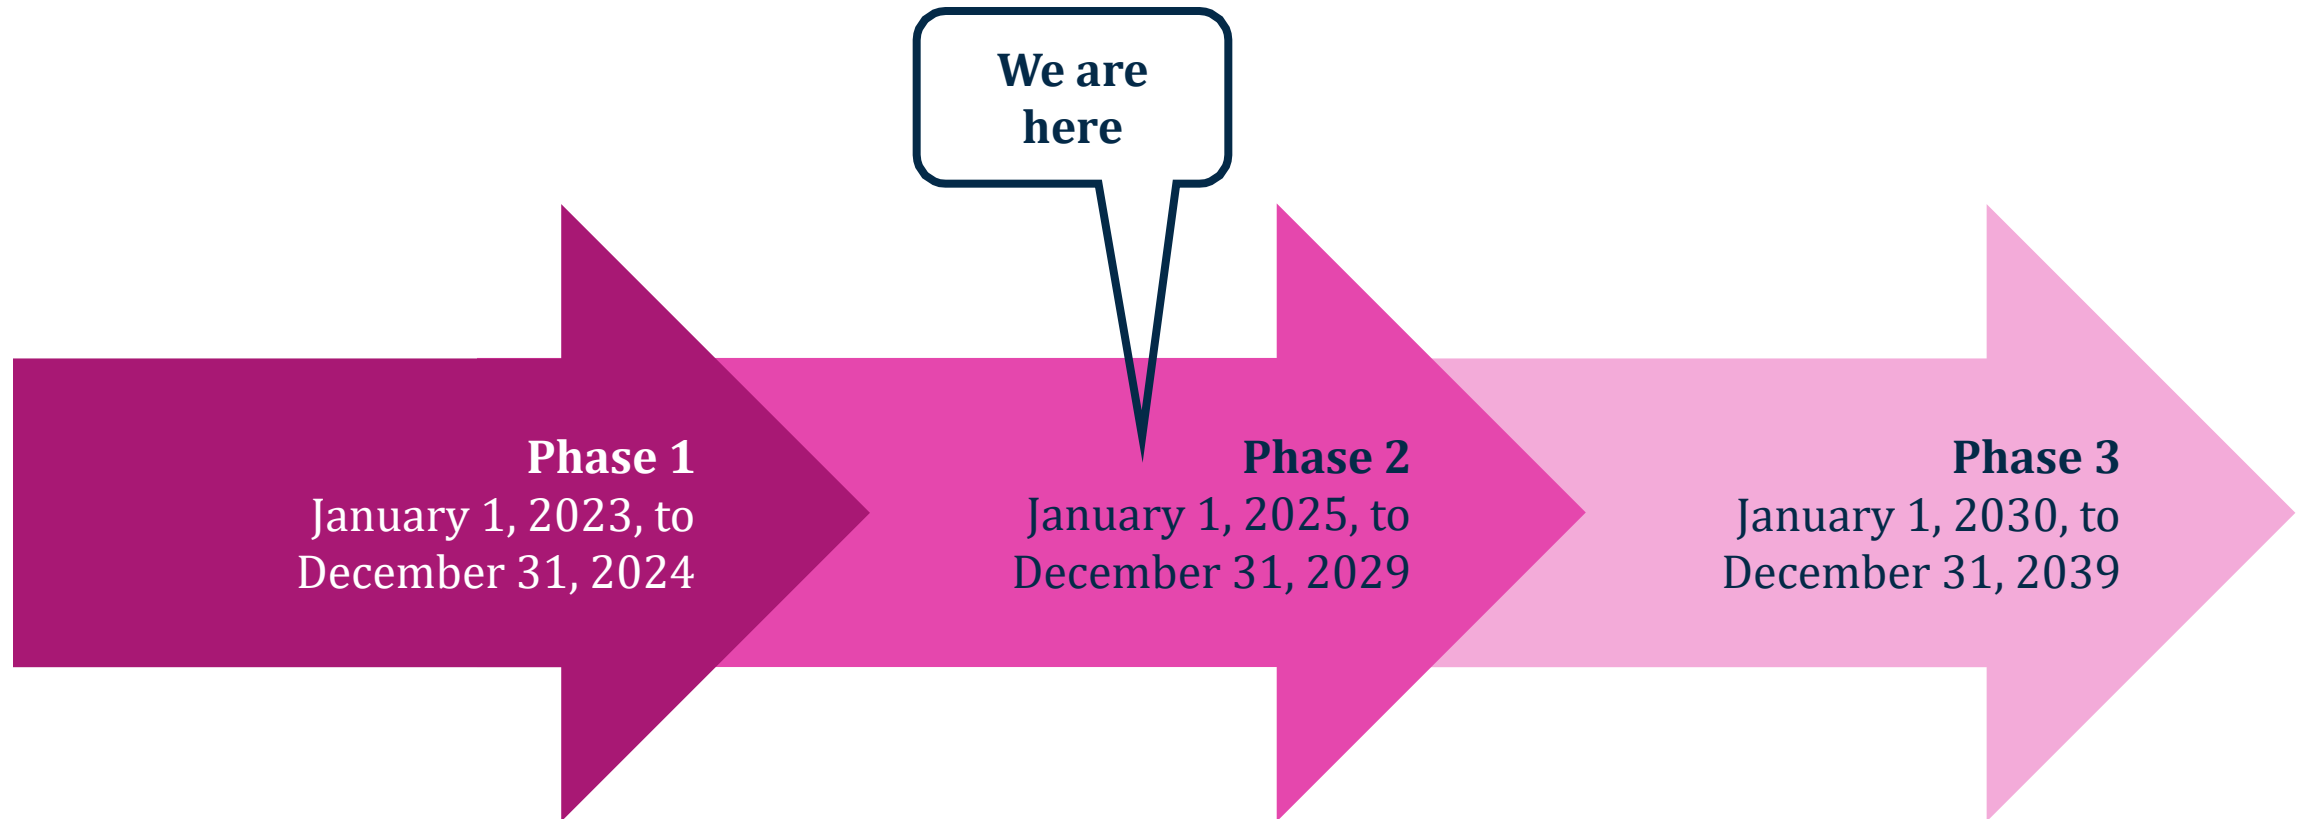 We are
here
Phase 1
January 1, 2023, to
December 31, 2024
Phase 2
January 1, 2025, to
December 31, 2029
Phase 3
January 1, 2030, to
December 31, 2039